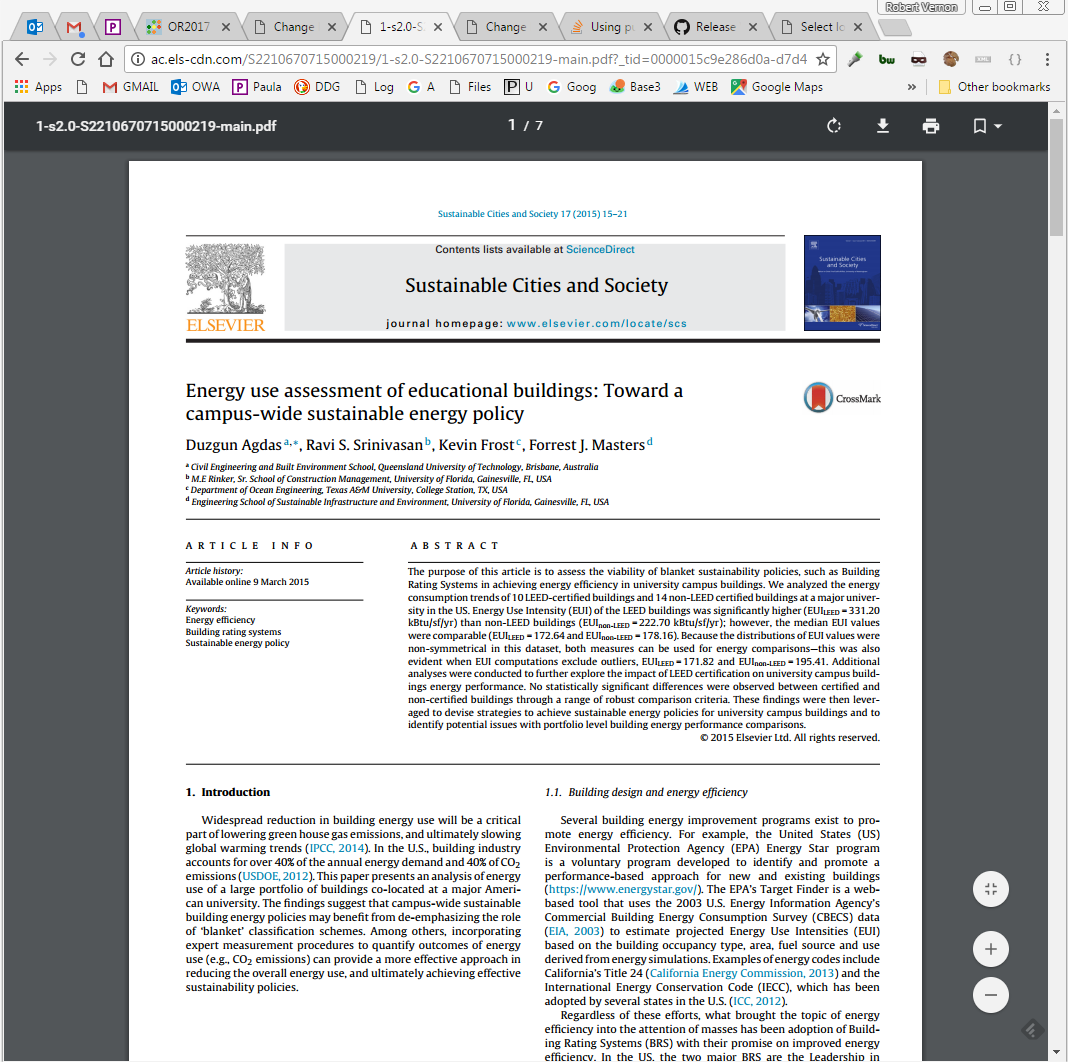 Robert Vernon
OR2017
Change
1-s2.0-S
Change
Using pu
Release
Select lo
ac.els-cdn.com/S2210670715000219/1-s2.0-S2210670715000219-main.pdf?_tid=0000015c9e286d0a-d7d4
Apps GMAIL OWA Paula DDG Log G A Files U Goog Base3 WEB Google Maps » Other bookmarks
1-s2.0-S2210670715000219-main.pdf 1 / 7
Sustainable Cities and Society 17 (2015) 15–21
Contents lists available at ScienceDirect
Sustainable Cities and Society
journal homepage: www.elsevier.com/locate/scs
ELSEVIER
Sustainable Cities
and Society
Energy use assessment of educational buildings: Toward a
campus-wide sustainable energy policy
CrossMark
Duzgun Agdas a,*, Ravi S. Srinivasan b, Kevin Frost c, Forrest J. Masters d
a Civil Engineering and Built Environment School, Queensland University of Technology, Brisbane, Australia
b M.E Rinker, Sr. School of Construction Management, University of Florida, Gainesville, FL, USA
c Department of Ocean Engineering, Texas A&M University, College Station, TX, USA
d Engineering School of Sustainable Infrastructure and Environment, University of Florida, Gainesville, FL, USA
ARTICLE INFO
Article history:
Available online 9 March 2015
Keywords:
Energy efficiency
Building rating systems
Sustainable energy policy
ABSTRACT
The purpose of this article is to assess the viability of blanket sustainability policies, such as Building
Rating Systems in achieving energy efficiency in university campus buildings. We analyzed the energy
consumption trends of 10 LEED-certified buildings and 14 non-LEED certified buildings at a major univer-
sity in the US. Energy Use Intensity (EUI) of the LEED buildings was significantly higher (EUILEED = 331.20
kBtu/sf/yr) than non-LEED buildings (EUInon-LEED = 222.70 kBtu/sf/yr); however, the median EUI values
were comparable (EUILEED = 172.64 and EUInon-LEED = 178.16). Because the distributions of EUI values were
non-symmetrical in this dataset, both measures can be used for energy comparisons—this was also
evident when EUI computations exclude outliers, EUILEED = 171.82 and EUInon-LEED = 195.41. Additional
analyses were conducted to further explore the impact of LEED certification on university campus build-
ings energy performance. No statistically significant differences were observed between certified and
non-certified buildings through a range of robust comparison criteria. These findings were then lever-
aged to devise strategies to achieve sustainable energy policies for university campus buildings and to
identify potential issues with portfolio level building energy performance comparisons.
© 2015 Elsevier Ltd. All rights reserved.
1. Introduction
Widespread reduction in building energy use will be a critical
part of lowering green house gas emissions, and ultimately slowing
global warming trends (IPCC, 2014). In the U.S., building industry
accounts for over 40% of the annual energy demand and 40% of CO2
emissions (USDOE, 2012). This paper presents an analysis of energy
use of a large portfolio of buildings co-located at a major Ameri-
can university. The findings suggest that campus-wide sustainable
building energy policies may benefit from de-emphasizing the role
of ‘blanket’ classification schemes. Among others, incorporating
expert measurement procedures to quantify outcomes of energy
use (e.g., CO2 emissions) can provide a more effective approach in
reducing the overall energy use, and ultimately achieving effective
sustainability policies.
1.1. Building design and energy efficiency
Several building energy improvement programs exist to pro-
mote energy efficiency. For example, the United States (US)
Environmental Protection Agency (EPA) Energy Star program
is a voluntary program developed to identify and promote a
performance-based approach for new and existing buildings
(https://www.energystar.gov/). The EPA’s Target Finder is a web-
based tool that uses the 2003 U.S. Energy Information Agency’s
Commercial Building Energy Consumption Survey (CBECS) data
(EIA, 2003) to estimate projected Energy Use Intensities (EUI)
based on the building occupancy type, area, fuel source and use
derived from energy simulations. Examples of energy codes include
California’s Title 24 (California Energy Commission, 2013) and the
International Energy Conservation Code (IECC), which has been
adopted by several states in the U.S. (ICC, 2012).
Regardless of these efforts, what brought the topic of energy
efficiency into the attention of masses has been adoption of Build-
ing Rating Systems (BRS) with their promise on improved energy
efficiency. In the US, the two major BRS are the Leadership in